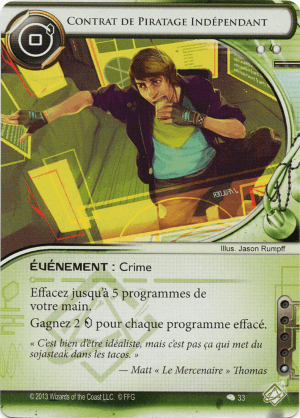 0
CONTRAT DE PIRATAGE INDÉPENDANT
Illus. Jason Rumpff
ÉVÉNEMENT : Crime
Effacez jusqu'à 5 programmes de
votre main.
Gagnez 2 pour chaque programme effacé.
« C'est bien d'être idéaliste, mais c'est pas ça qui met du
sojasteak dans les tacos. »
— Matt « Le Mercenaire » Thomas
© 2013 Wizards of the Coast LLC. © FFG
33